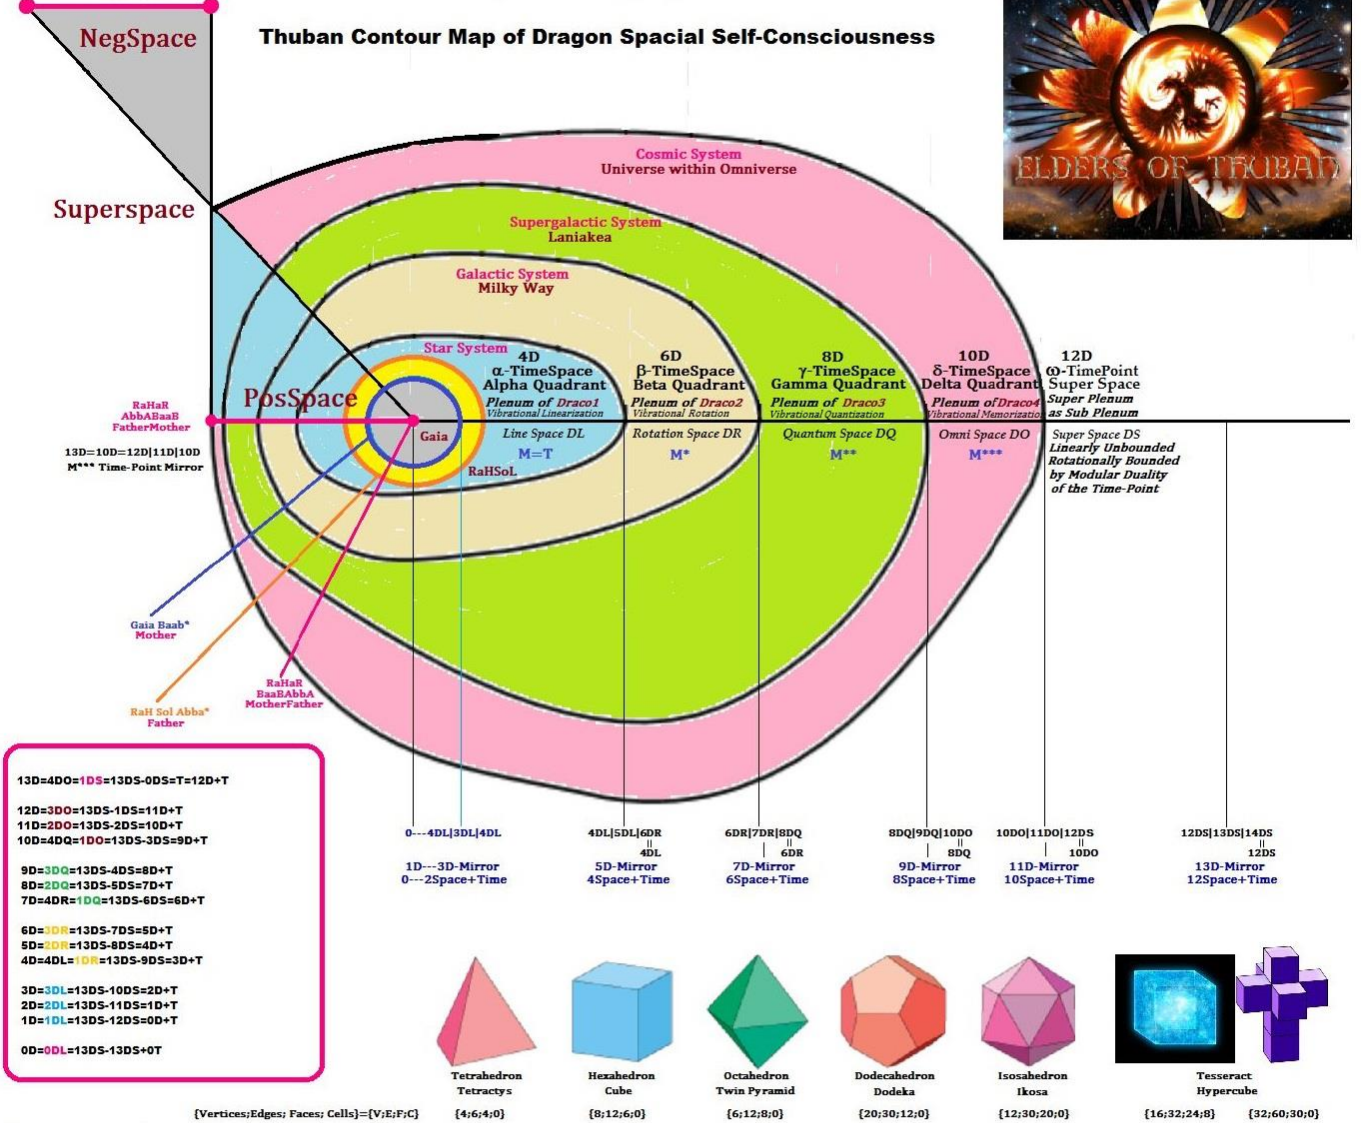 NegSpace
Thuban Contour Map of Dragon Spacial Self-Consciousness
ELDERS OF THUBAN
Cosmic System
Universe within Omniverse
Superspace
Supergalactic System
Laniakea
Galactic System
Milky Way
Star System
PosSpace
4D
α-TimeSpace
Alpha Quadrant
Plenum of Draco1
Vibrational Linearization
6D
β-TimeSpace
Beta Quadrant
Plenum of Draco2
Vibrational Rotation
8D
γ-TimeSpace
Gamma Quadrant
Plenum of Draco3
Vibrational Quantization
10D
δ-TimeSpace
Delta Quadrant
Plenum of Draco4
Vibrational Memorization
12D
ω-TimePoint
Super Space
Super Plenum
as Sub Plenum
RaHaR
AbbABaaB
FatherMother
13D=10D=12D|11D|10D
M*** Time-Point Mirror
Gaia
RaHSoL
Line Space DL
M=T
Rotation Space DR
M*
Quantum Space DQ
M**
Omni Space DO
M***
Super Space DS
Linearly Unbounded
Rotationally Bounded
by Modular Duality
of the Time-Point
Gaia Baab*
Mother
RaHaR
BaaBAbbA
MotherFather
RaH Sol Abba*
Father
13D=4DO=1DS=13DS-0DS=T=12D+T
12D=3DO=13DS-1DS=11D+T
11D=2DO=13DS-2DS=10D+T
10D=4DQ=1DO=13DS-3DS=9D+T
9D=3DQ=13DS-4DS=8D+T
8D=2DQ=13DS-5DS=7D+T
7D=4DR=1DQ=13DS-6DS=6D+T
6D=3DR=13DS-7DS=5D+T
5D=2DR=13DS-8DS=4D+T
4D=4DL=1DR=13DS-9DS=3D+T
3D=3DL=13DS-10DS=2D+T
2D=2DL=13DS-11DS=1D+T
1D=1DL=13DS-12DS=0D+T
0D=0DL=13DS-13DS+0T
0---4DL|3DL|4DL
1D---3D-Mirror
0---2Space+Time
4DL|5DL|6DR
||
4DL
5D-Mirror
4Space+Time
6DR|7DR|8DQ
| ||
6DR
7D-Mirror
6Space+Time
8DQ|9DQ|10DO
| ||
8DQ
9D-Mirror
8Space+Time
10DO|11DO|12DS
| ||
10DO
11D-Mirror
10Space+Time
12DS|13DS|14DS
||
12DS
13D-Mirror
12Space+Time
Tetrahedron
Tetractys
Hexahedron
Cube
Octahedron
Twin Pyramid
Dodecahedron
Dodeka
Isosahedron
Ikosa
Tesseract
Hypercube
{Vertices;Edges; Faces; Cells}={V;E;F;C}
{4;6;4;0}
{8;12;6;0}
{6;12;8;0}
{20;30;12;0}
{12;30;20;0}
{16;32;24;8}
{32;60;30;0}